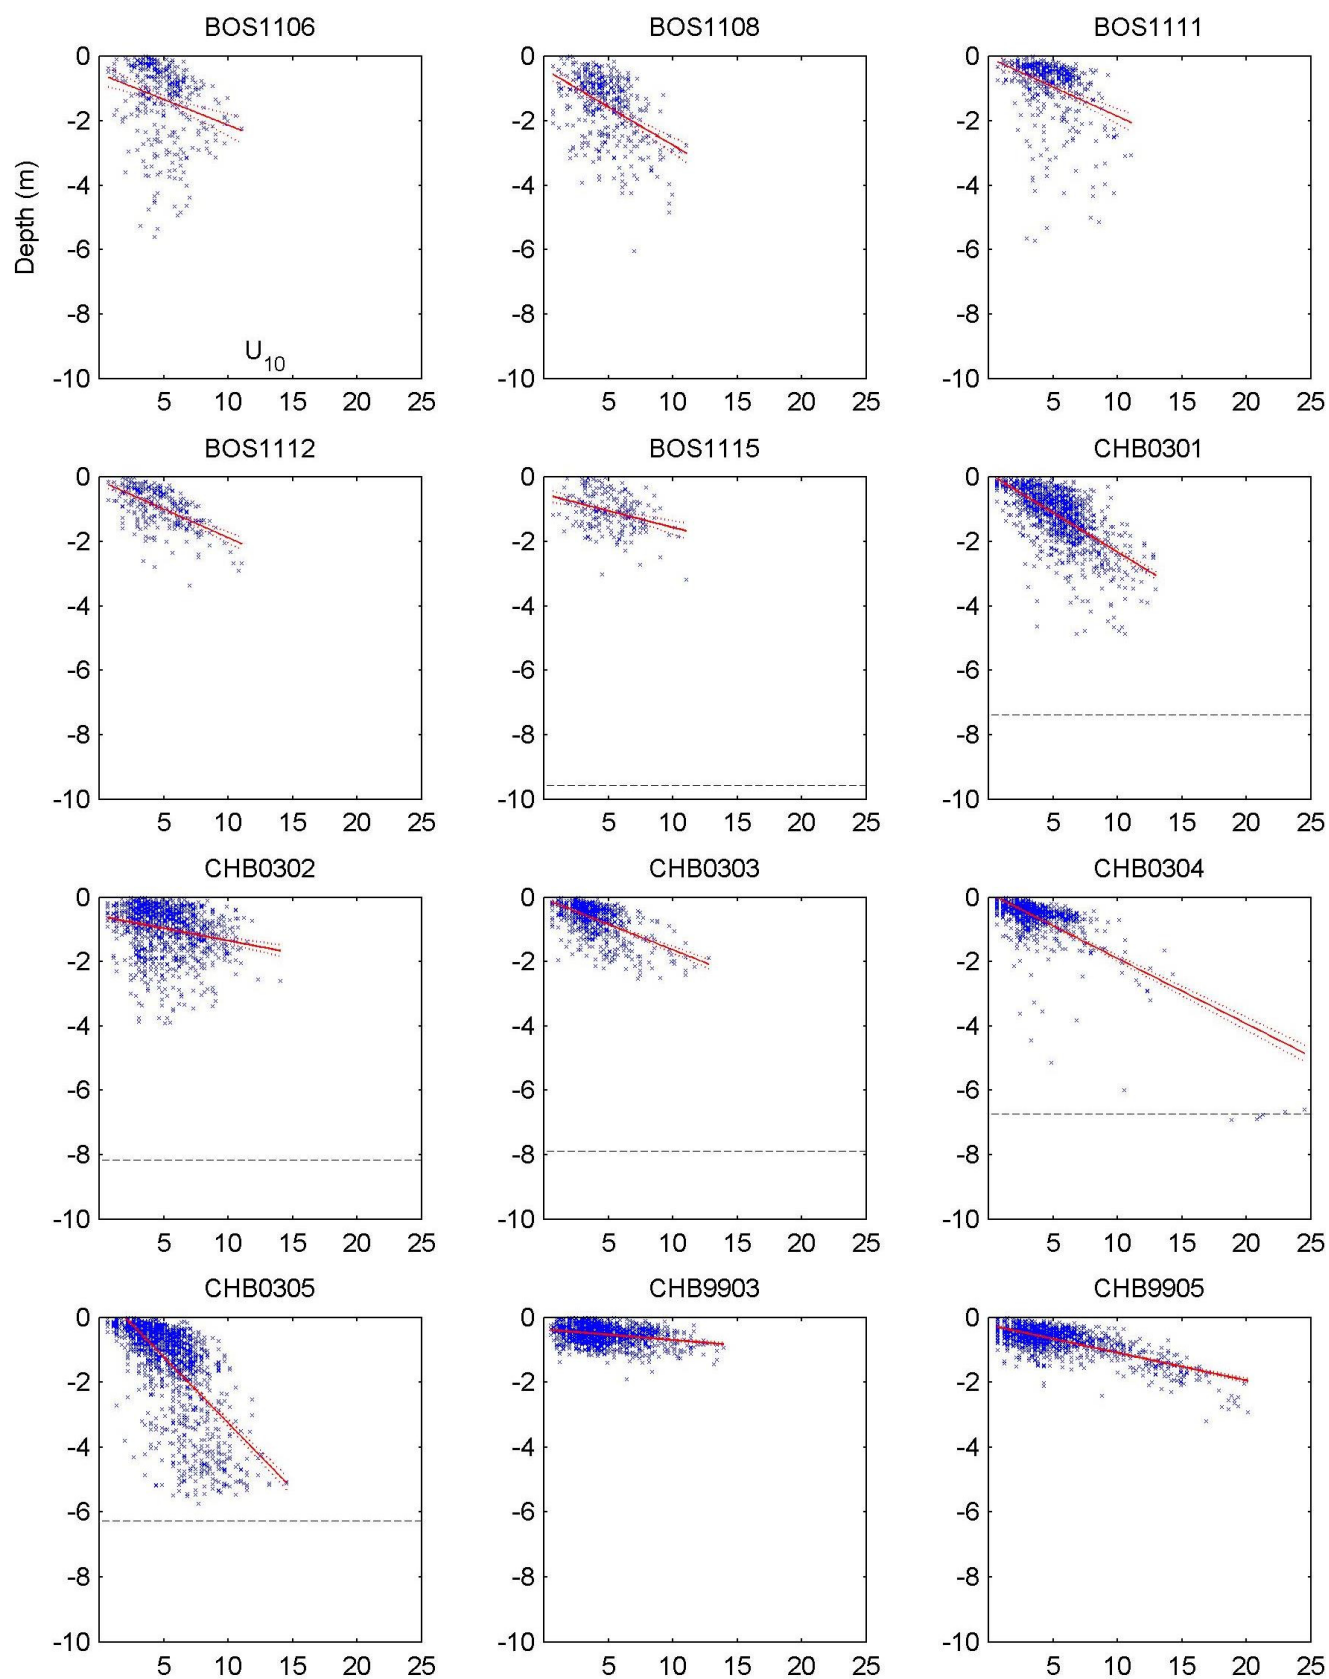 BOS1106 BOS1108 BOS1111
0 0 0
-2 -2 -2
-4 -4 -4
Depth (m)
-6 -6 -6
-8 -8 -8
U10
-10 -10 -10
5 10 15 20 25 5 10 15 20 25 5 10 15 20 25
BOS1112 BOS1115 CHB0301
0 0 0
-2 -2 -2
-4 -4 -4
-6 -6 -6
-8 -8 -8
-10 -10 -10
5 10 15 20 25 5 10 15 20 25 5 10 15 20 25
CHB0302 CHB0303 CHB0304
0 0 0
-2 -2 -2
-4 -4 -4
-6 -6 -6
-8 -8 -8
-10 -10 -10
5 10 15 20 25 5 10 15 20 25 5 10 15 20 25
CHB0305 CHB9903 CHB9905
0 0 0
-2 -2 -2
-4 -4 -4
-6 -6 -6
-8 -8 -8
-10 -10 -10
5 10 15 20 25 5 10 15 20 25 5 10 15 20 25